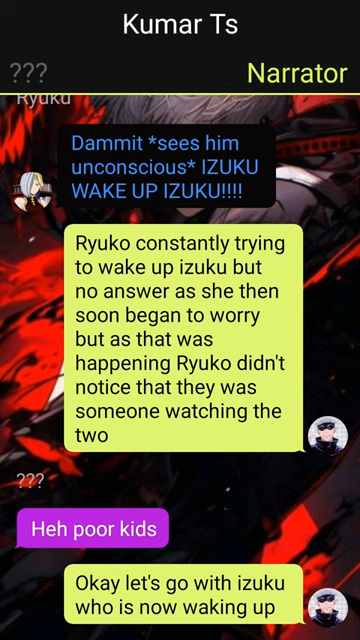 Kumar Ts
???
Narrator
Ryuku
Dammit *sees him
unconscious* IZUKU
WAKE UP IZUKU!!!!
Ryuko constantly trying
to wake up izuku but
no answer as she then
soon began to worry
but as that was
happening Ryuko didn't
notice that they was
someone watching the
two
???
Heh poor kids
Okay let's go with izuku
who is now waking up